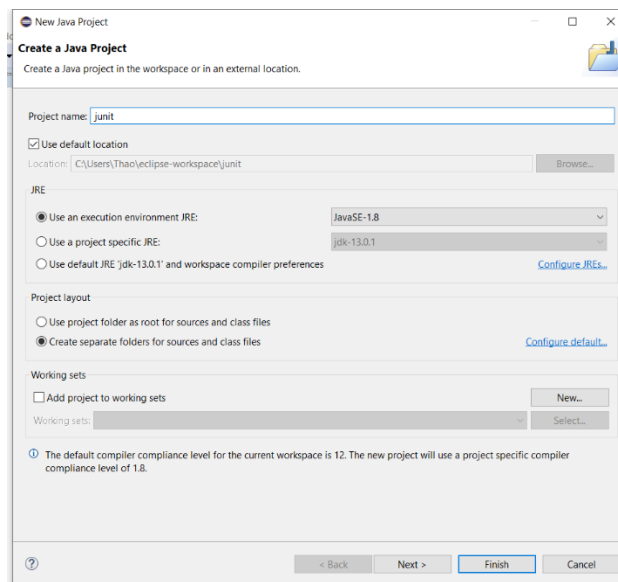 New Java Project
Create a Java Project
Create a Java project in the workspace or in an external location.
Project name: junit
Use default location
Location: C:\Users\Thao\eclipse-workspace\junit Browse...
JRE
Use an execution environment JRE: JavaSE-1.8
Use a project specific JRE: jdk-13.0.1
Use default JRE 'jdk-13.0.1' and workspace compiler preferences Configure JREs...
Project layout
Use project folder as root for sources and class files
Create separate folders for sources and class files Configure default...
Working sets
Add project to working sets New...
Working sets: Select...
The default compiler compliance level for the current workspace is 12. The new project will use a project specific compiler
compliance level of 1.8.
? < Back Next > Finish Cancel